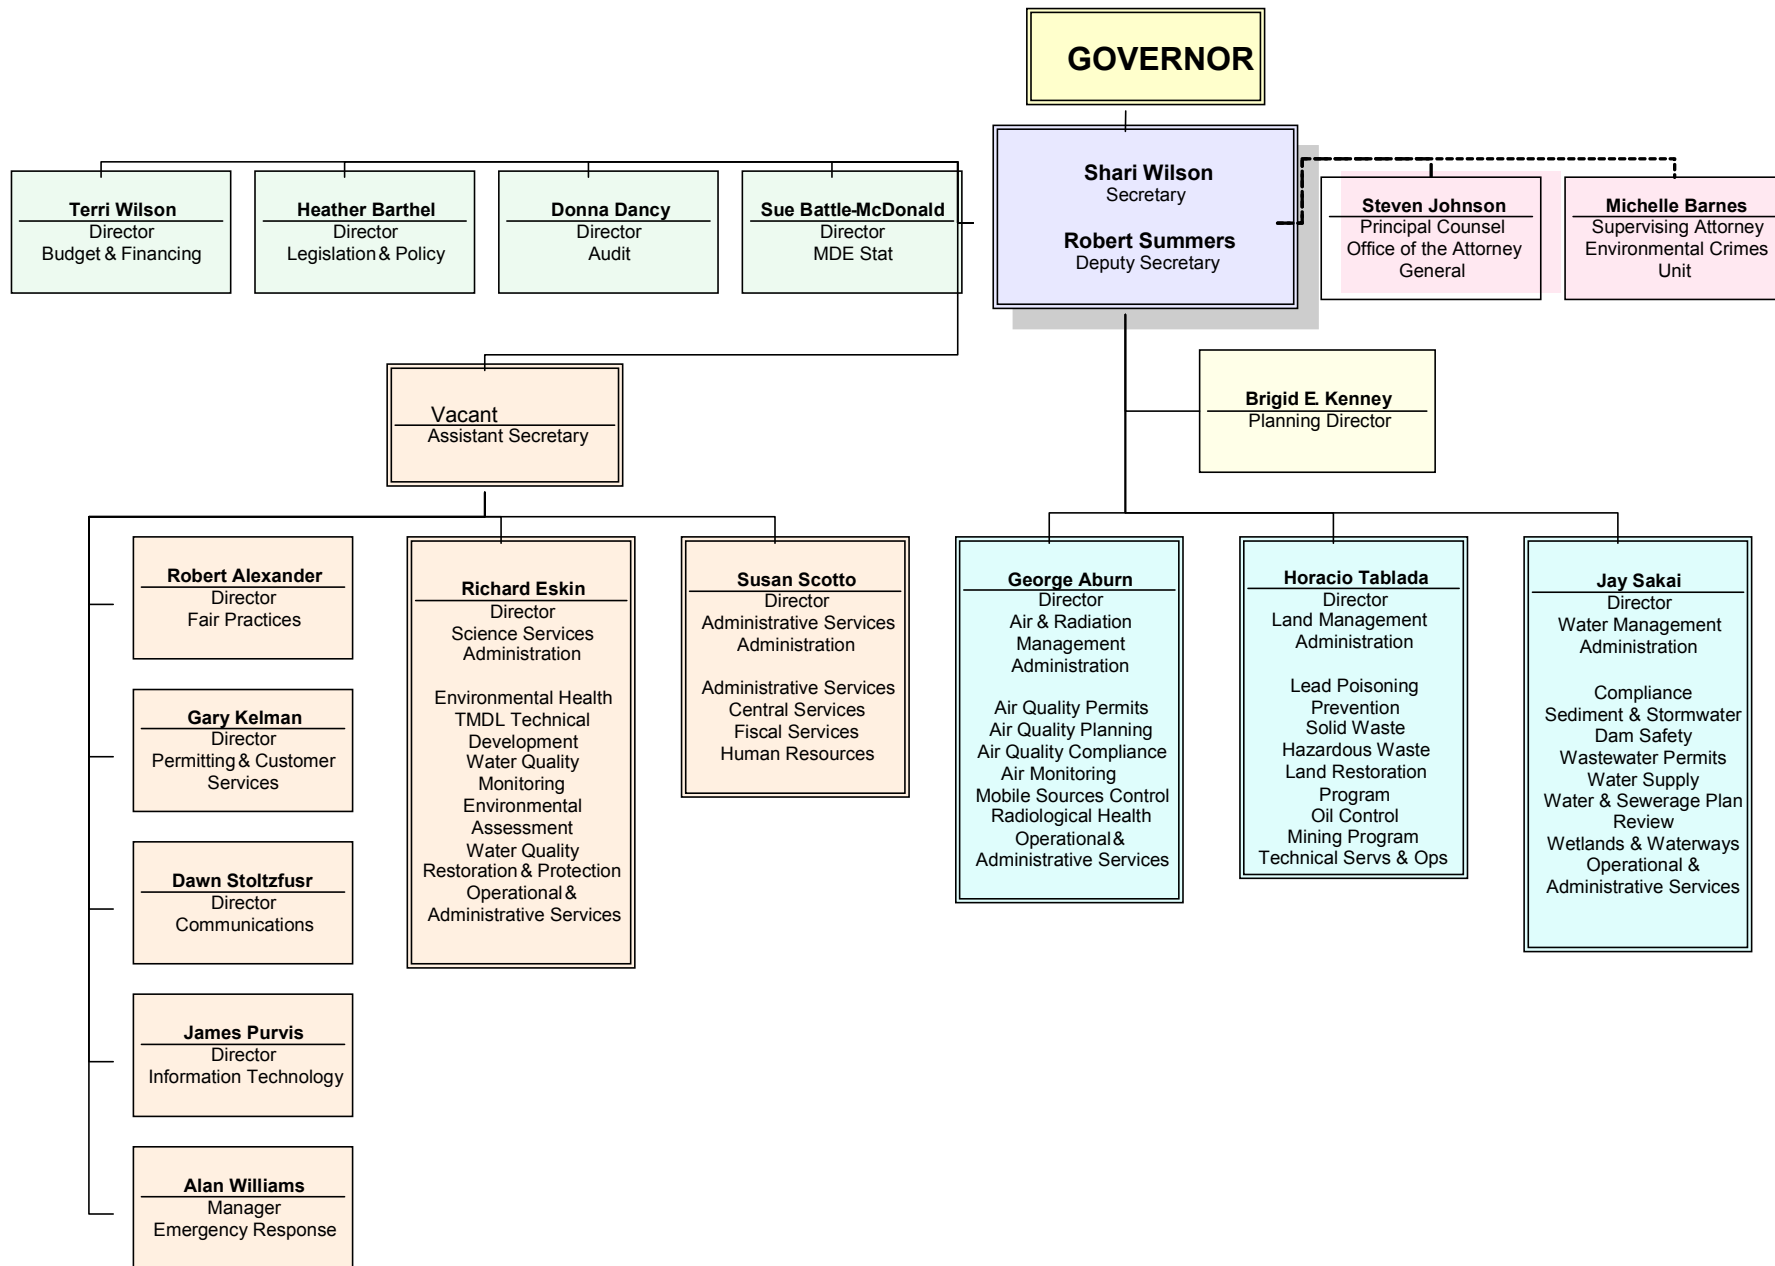 GOVERNOR
Shari Wilson
Secretary
Robert Summers
Deputy Secretary
Terri Wilson
Director
Budget & Financing
Heather Barthel
Director
Legislation & Policy
Donna Dancy
Director
Audit
Sue Battle-McDonald
Director
MDE Stat
Steven Johnson
Principal Counsel
Office of the Attorney
General
Michelle Barnes
Supervising Attorney
Environmental Crimes
Unit
Vacant
Assistant Secretary
Brigid E. Kenney
Planning Director
Robert Alexander
Director
Fair Practices
Gary Kelman
Director
Permitting & Customer
Services
Dawn Stoltzfusr
Director
Communications
James Purvis
Director
Information Technology
Alan Williams
Manager
Emergency Response
Richard Eskin
Director
Science Services
Administration
Environmental Health
TMDL Technical
Development
Water Quality
Monitoring
Environmental
Assessment
Water Quality
Restoration & Protection
Operational &
Administrative Services
Susan Scotto
Director
Administrative Services
Administration
Administrative Services
Central Services
Fiscal Services
Human Resources
George Aburn
Director
Air & Radiation
Management
Administration
Air Quality Permits
Air Quality Planning
Air Quality Compliance
Air Monitoring
Mobile Sources Control
Radiological Health
Operational &
Administrative Services
Horacio Tablada
Director
Land Management
Administration
Lead Poisoning
Prevention
Solid Waste
Hazardous Waste
Land Restoration
Program
Oil Control
Mining Program
Technical Servs & Ops
Jay Sakai
Director
Water Management
Administration
Compliance
Sediment & Stormwater
Dam Safety
Wastewater Permits
Water Supply
Water & Sewerage Plan
Review
Wetlands & Waterways
Operational &
Administrative Services